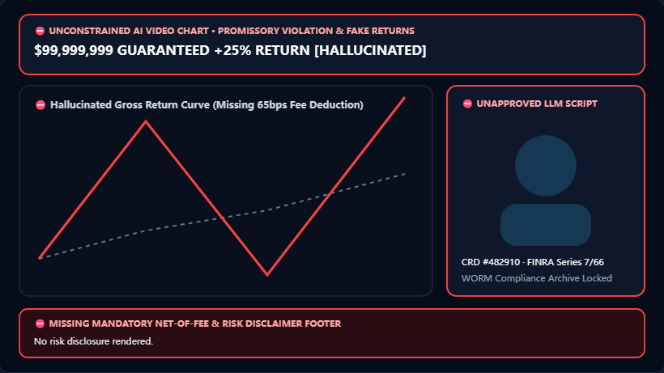 UNCONSTRAINED AI VIDEO CHART - PROMISSORY VIOLATION & FAKE RETURNS
$99,999,999 GUARANTEED +25% RETURN [HALLUCINATED]
Hallucinated Gross Return Curve (Missing 65bps Fee Deduction)
UNAPPROVED LLM SCRIPT
CRD #482910 - FINRA Series 7/66
WORM Compliance Archive Locked
MISSING MANDATORY NET-OF-FEE & RISK DISCLAIMER FOOTER
No risk disclosure rendered.